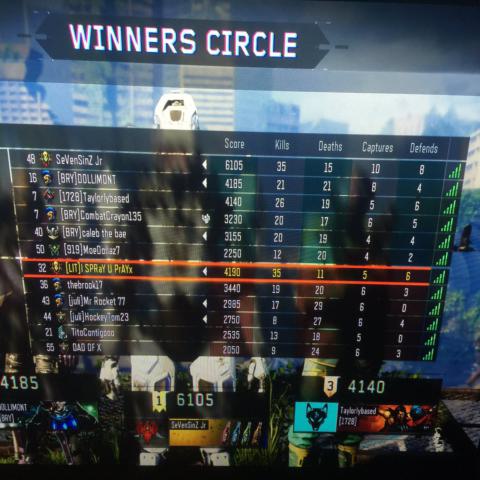 WINNERS CIRCLE
Score Kills Deaths Captures Defends
48 SeVenSinZ Jr 6105 35 15 10 8
16 [BRY]DOLLIMONT 4185 21 21 8 4
7 [1728]Taylorlybased 4140 26 19 5 6
7 [BRY]CombatCrayon135 3230 20 17 6 5
40 [BRY]caleb the bae 3155 20 19 4 4
50 [919]MoeDollaz7 2250 12 20 4 2
32 [LIT]I SPRaY U PrAYx 4190 35 11 5 6
36 thebrook17 3440 19 20 6 3
43 [juli]Mr Rocket 77 2985 17 29 6 0
44 [juli]HockeyTom23 2750 8 27 6 4
21 TitoContigooo 2535 13 18 5 0
55 DAD OF X 2050 9 24 6 3
4185 1 6105 3 4140
DOLLIMONT SeVenSinZ Jr Taylorlybased
[BRY] [1728]